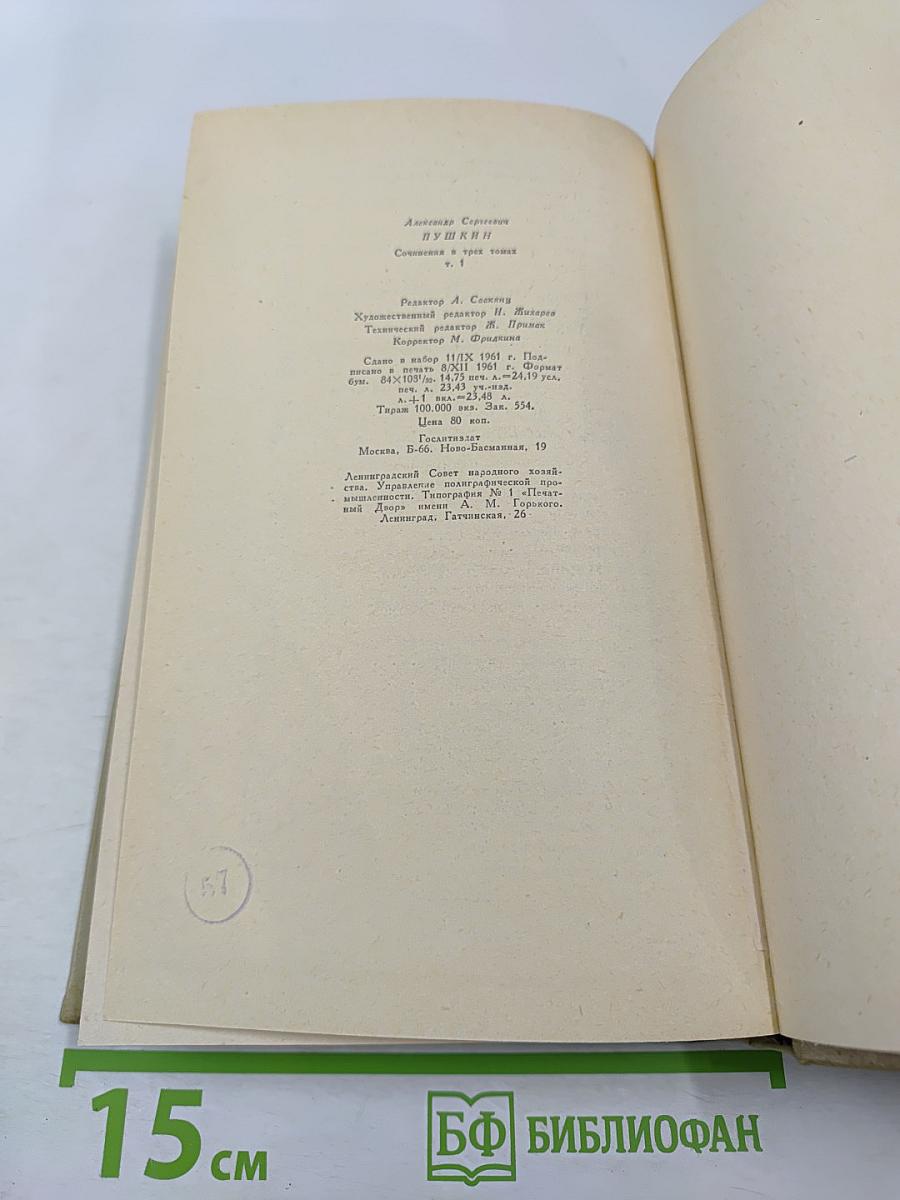 Александр Сергеевич
ПУШКИН
Сочинения в трех томах
т. 1
Редактор А. Саакянц
Художественный редактор И. Жихарев
Технический редактор Ж. Примак
Корректор М. Фридкина
Сдано в набор 11/IX 1961 г. Под-
писано в печать 8/XII 1961 г. Формат
бум. 84×108¹/₃₂. 14,75 печ. л.=24,19 усл.
печ. л. 23,43 уч.-изд.
л.+1 вкл.=23,48 л.
Тираж 100.000 экз. Зак. 554.
Цена 80 коп.
Гослитиздат
Москва, Б-66. Ново-Басманная, 19
Ленинградский Совет народного хозяй-
ства. Управление полиграфической про-
мышленности. Типография № 1 «Печат-
ный Двор» имени А. М. Горького.
Ленинград, Гатчинская, 26
57
15 см
БФ БИБЛИОФАН